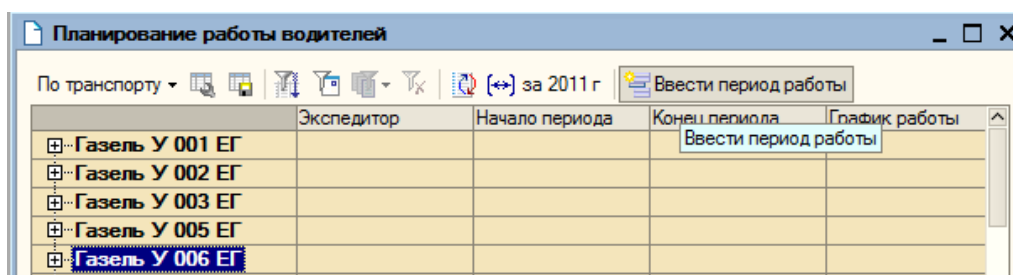 Планирование работы водителей
По транспорту за 2011 г Ввести период работы
Экспедитор Начало периода Конец периода График работы
Ввести период работы
Газель У 001 ЕГ
Газель У 002 ЕГ
Газель У 003 ЕГ
Газель У 005 ЕГ
Газель У 006 ЕГ